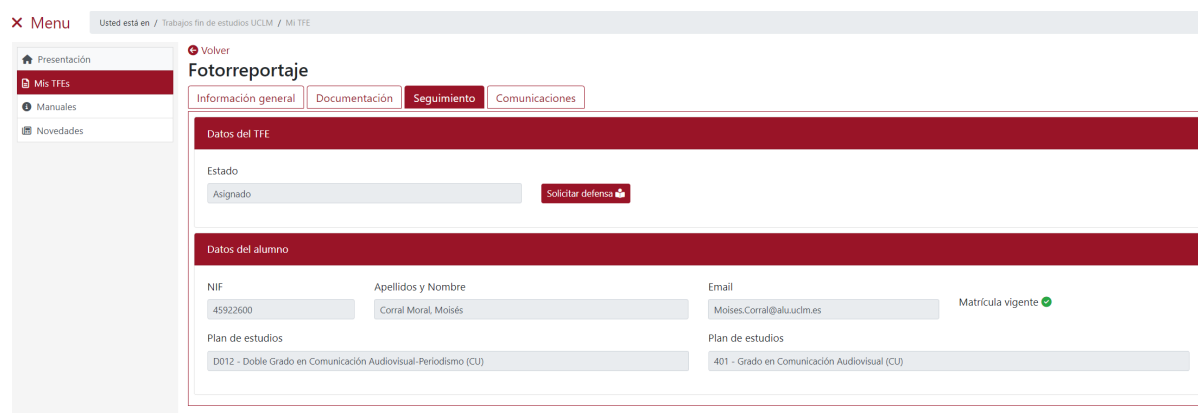 Menu
Usted está en / Trabajos fin de estudios UCLM / Mi TFE
Presentación
Mis TFEs
Manuales
Novedades
Volver
Fotorreportaje
Información general Documentación Seguimiento Comunicaciones
Datos del TFE
Estado
Asignado Solicitar defensa
Datos del alumno
NIF Apellidos y Nombre Email
45922600 Corral Moral, Moisés Moises.Corral@alu.uclm.es Matrícula vigente
Plan de estudios Plan de estudios
D012 - Doble Grado en Comunicación Audiovisual-Periodismo (CU) 401 - Grado en Comunicación Audiovisual (CU)